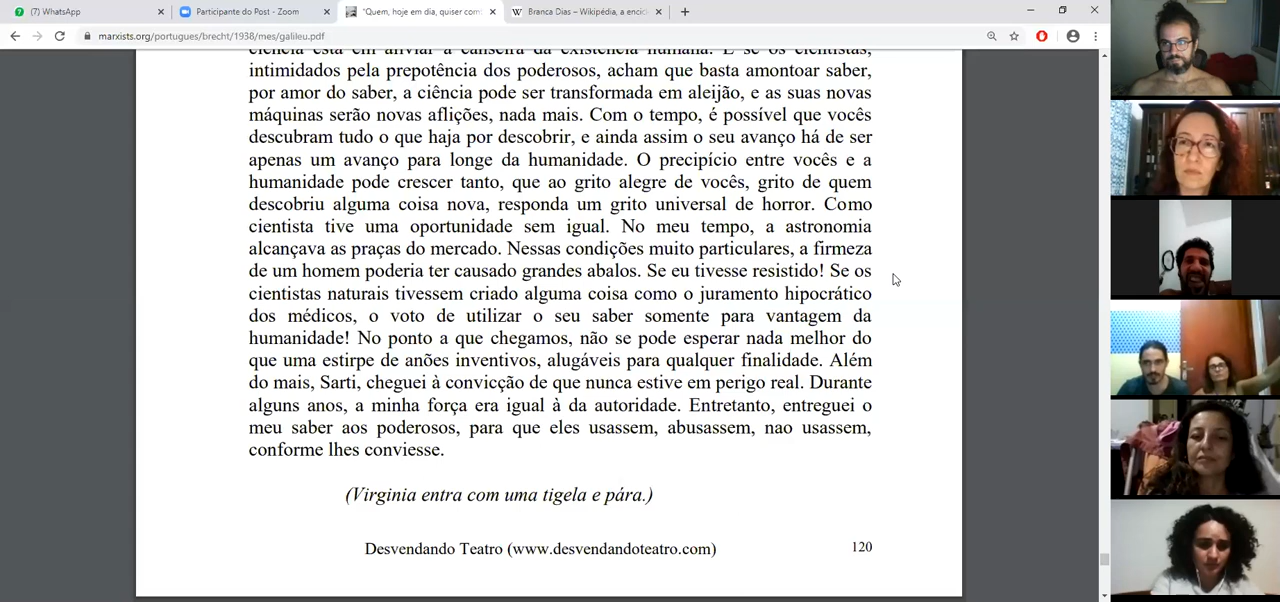 (7) WhatsApp
Participante do Post - Zoom
"Quem, hoje em dia, quiser com
Branca Dias – Wikipédia, a encic
marxists.org/portugues/brecht/1938/mes/galileu.pdf
ciência está em aliviar a canseira da existência humana. E se os cientistas,
intimidados pela prepotência dos poderosos, acham que basta amontoar saber,
por amor do saber, a ciência pode ser transformada em aleijão, e as suas novas
máquinas serão novas aflições, nada mais. Com o tempo, é possível que vocês
descubram tudo o que haja por descobrir, e ainda assim o seu avanço há de ser
apenas um avanço para longe da humanidade. O precipício entre vocês e a
humanidade pode crescer tanto, que ao grito alegre de vocês, grito de quem
descobriu alguma coisa nova, responda um grito universal de horror. Como
cientista tive uma oportunidade sem igual. No meu tempo, a astronomia
alcançava as praças do mercado. Nessas condições muito particulares, a firmeza
de um homem poderia ter causado grandes abalos. Se eu tivesse resistido! Se os
cientistas naturais tivessem criado alguma coisa como o juramento hipocrático
dos médicos, o voto de utilizar o seu saber somente para vantagem da
humanidade! No ponto a que chegamos, não se pode esperar nada melhor do
que uma estirpe de anões inventivos, alugáveis para qualquer finalidade. Além
do mais, Sarti, cheguei à convicção de que nunca estive em perigo real. Durante
alguns anos, a minha força era igual à da autoridade. Entretanto, entreguei o
meu saber aos poderosos, para que eles usassem, abusassem, nao usassem,
conforme lhes conviesse.
(Virginia entra com uma tigela e pára.)
Desvendando Teatro (www.desvendandoteatro.com) 120